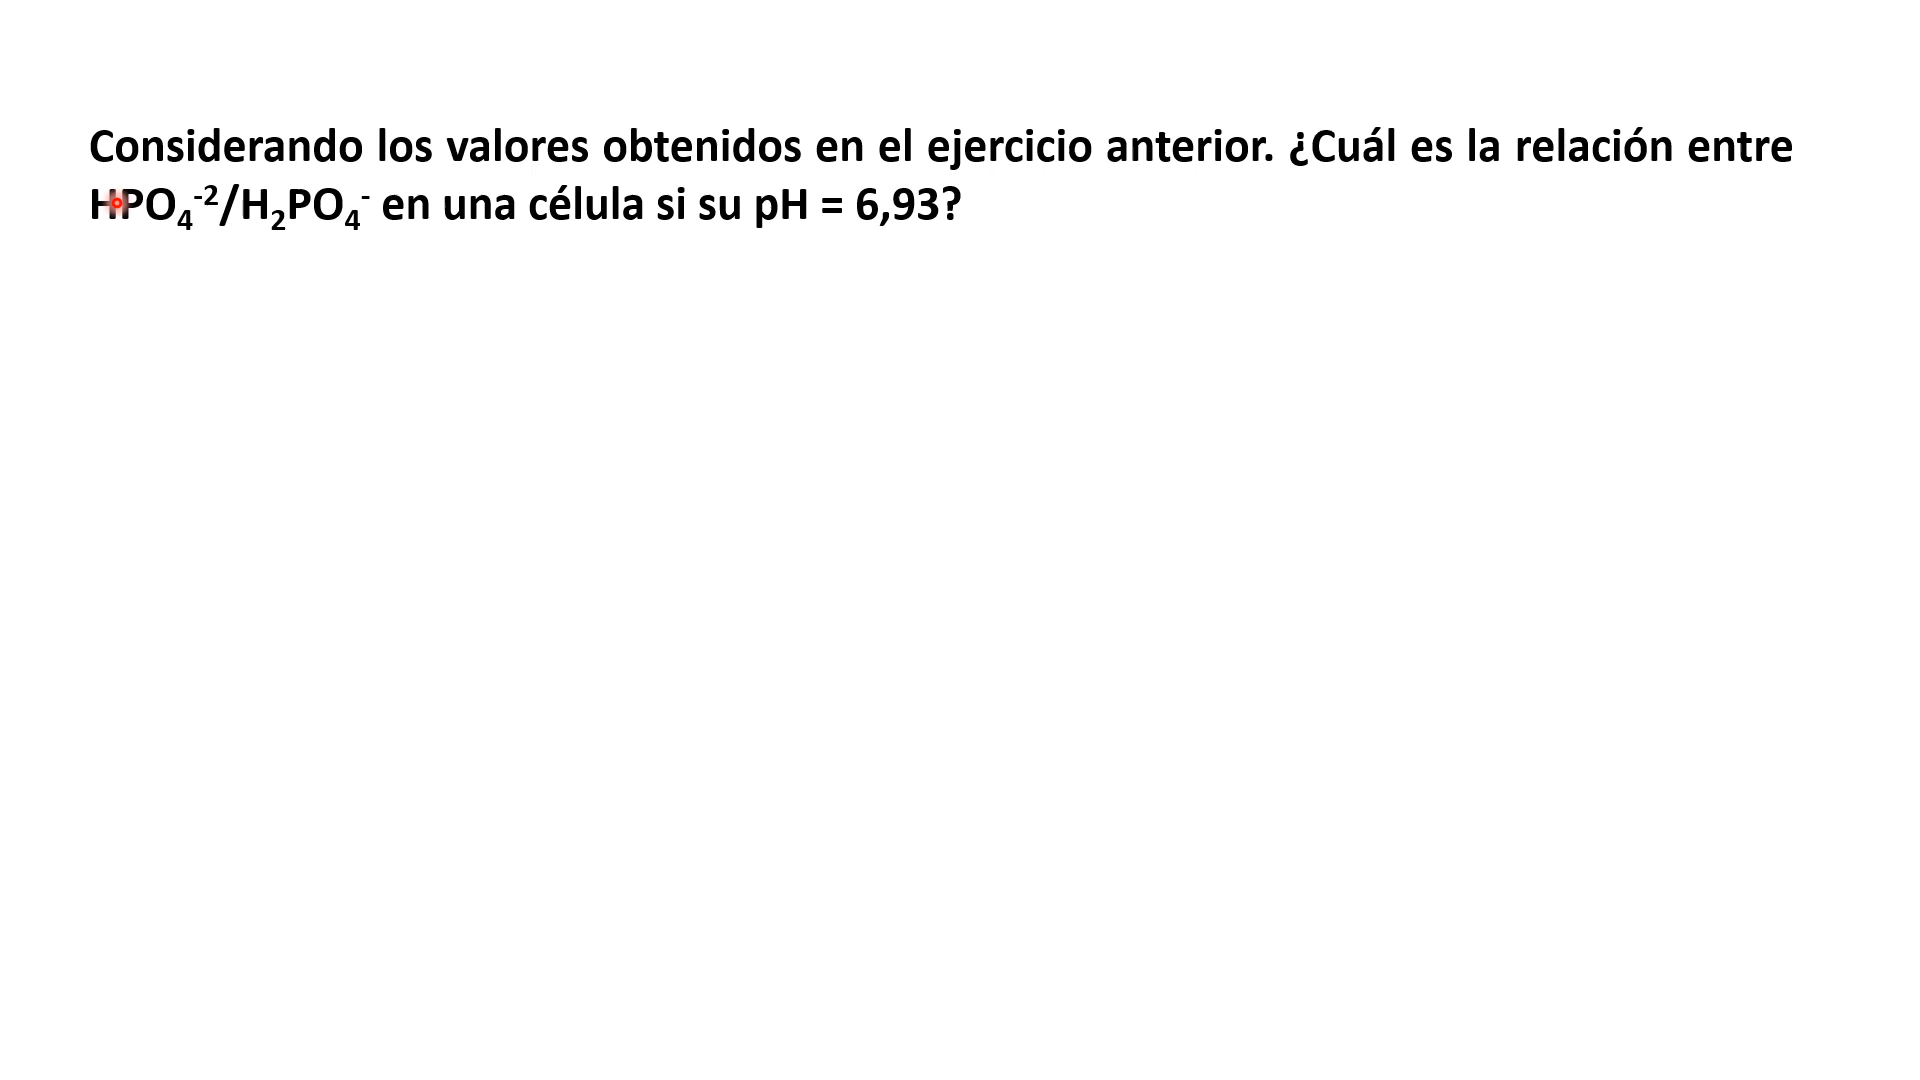 Considerando los valores obtenidos en el ejercicio anterior. ¿Cuál es la relación entre
HPO₄⁻²/H₂PO₄⁻ en una célula si su pH = 6,93?